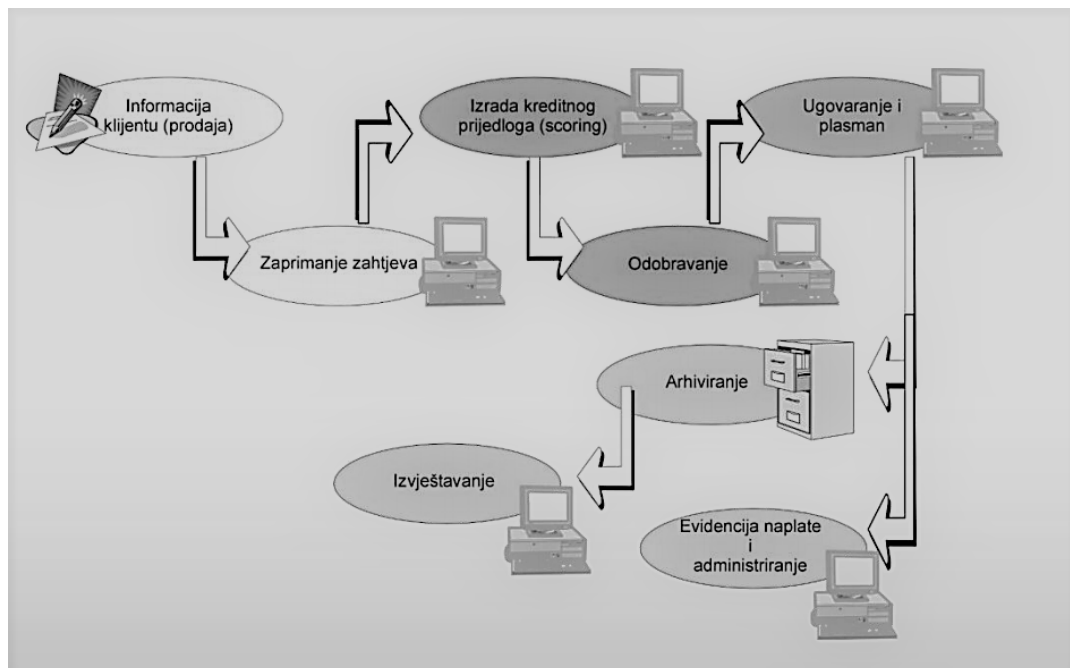 Informacija
klijentu (prodaja)
Izrada kreditnog
prijedloga (scoring)
Ugovaranje i
plasman
Zaprimanje zahtjeva
Odobravanje
Arhiviranje
Izvještavanje
Evidencija naplate
i
administriranje